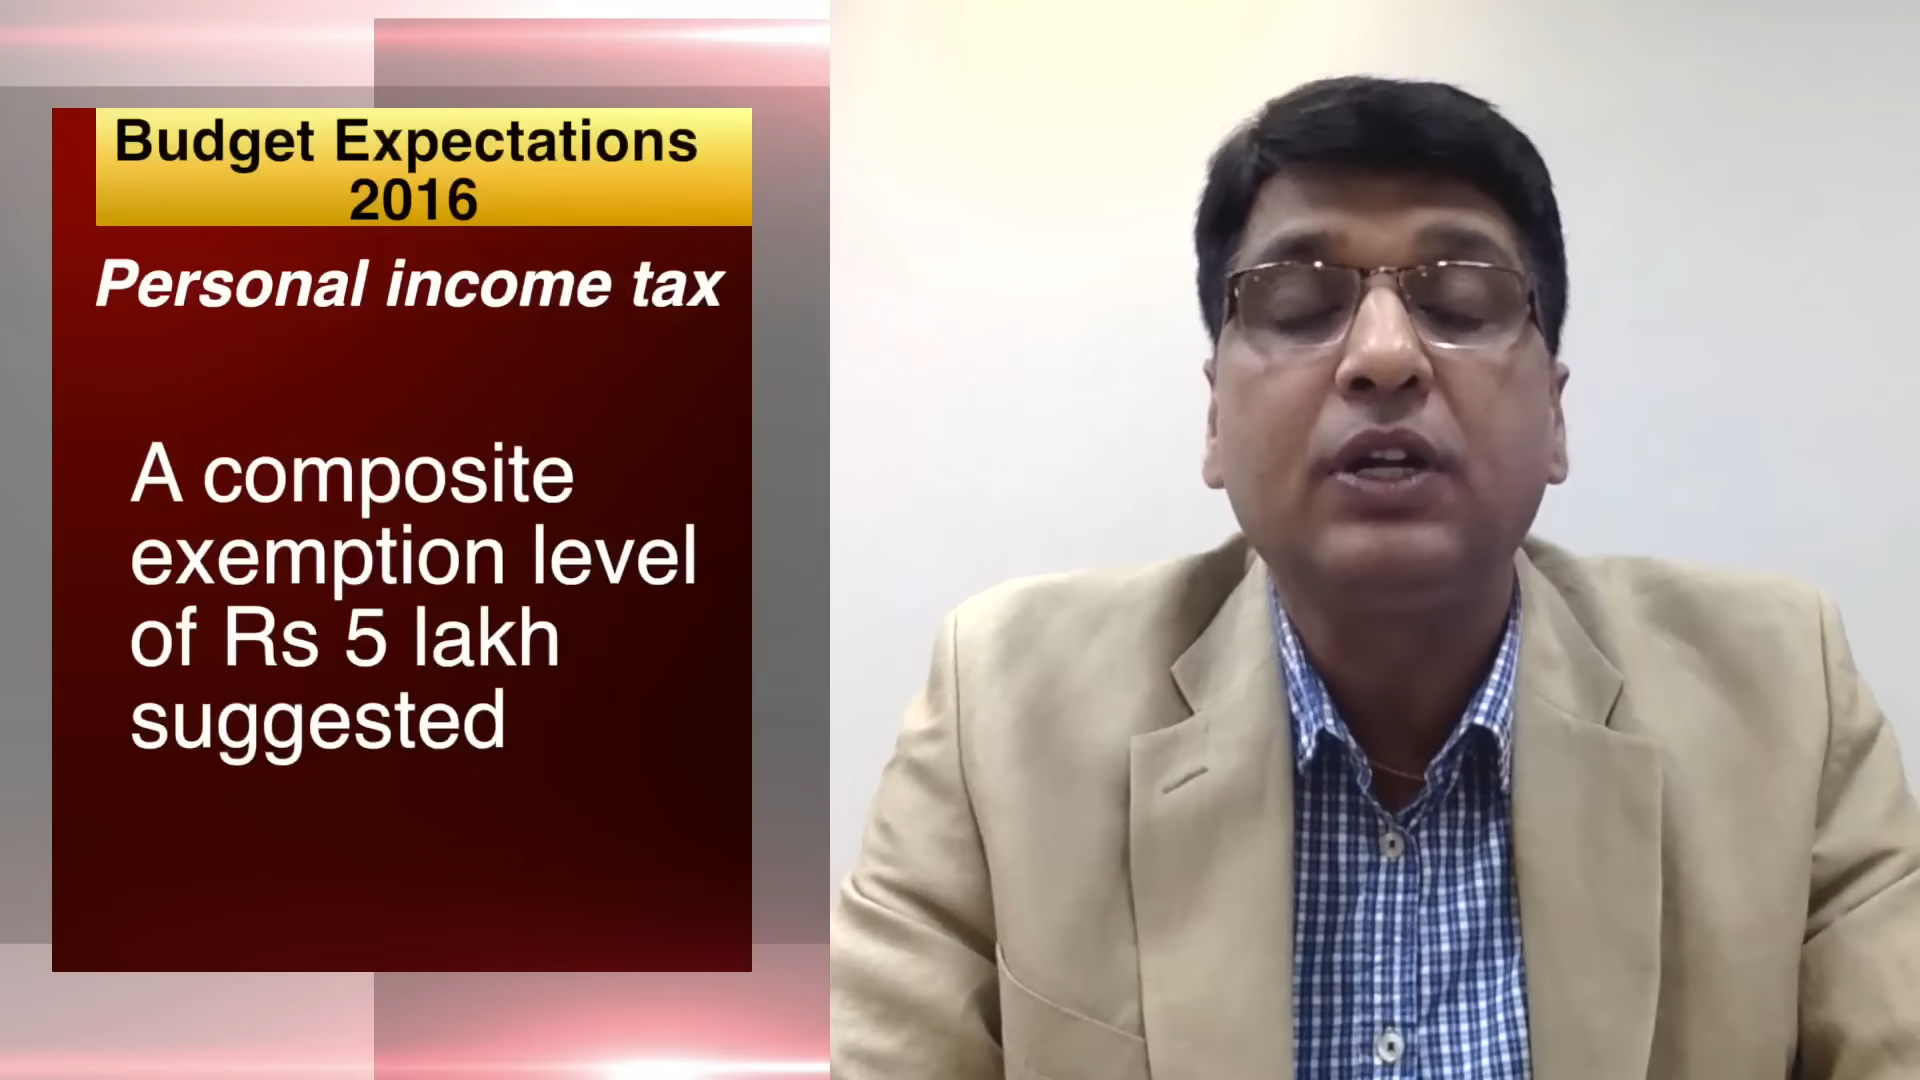 Budget Expectations
2016
Personal income tax
A composite
exemption level
of Rs 5 lakh
suggested